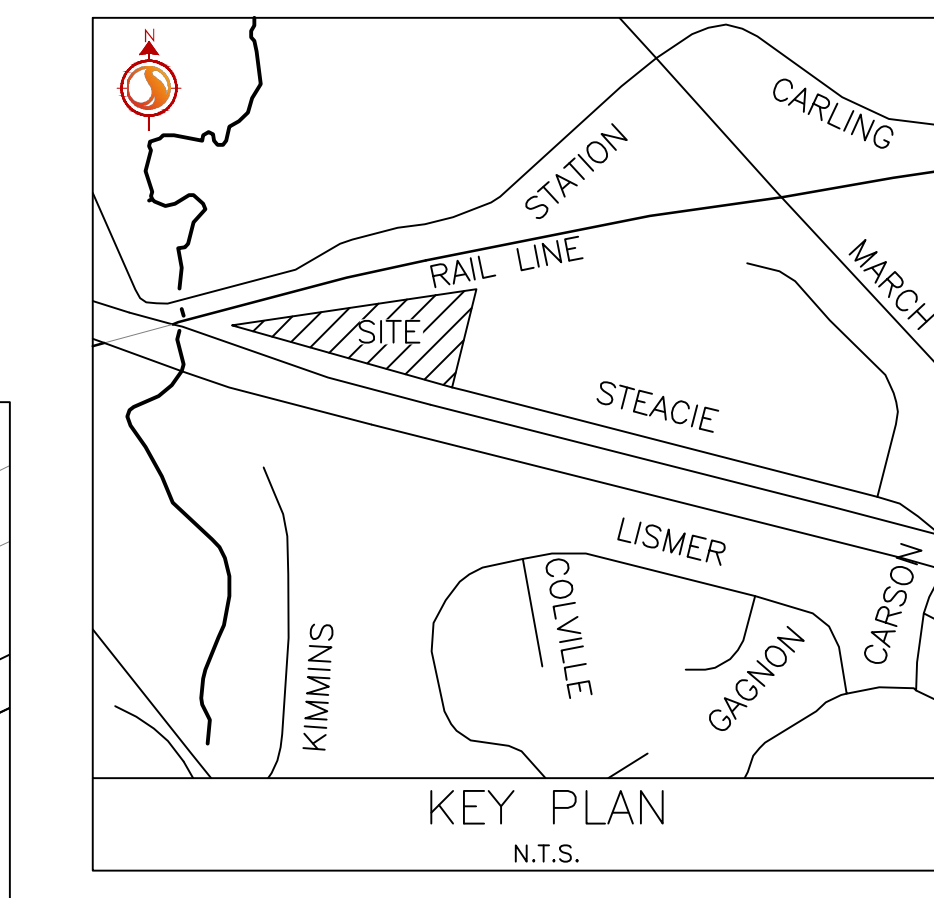 N
CARLING
STATION
RAIL LINE
MARCH
SITE
STEACIE
LISMER
CARSON
COLVILLE
KIMMINS
GAGNON
KEY PLAN
N.T.S.